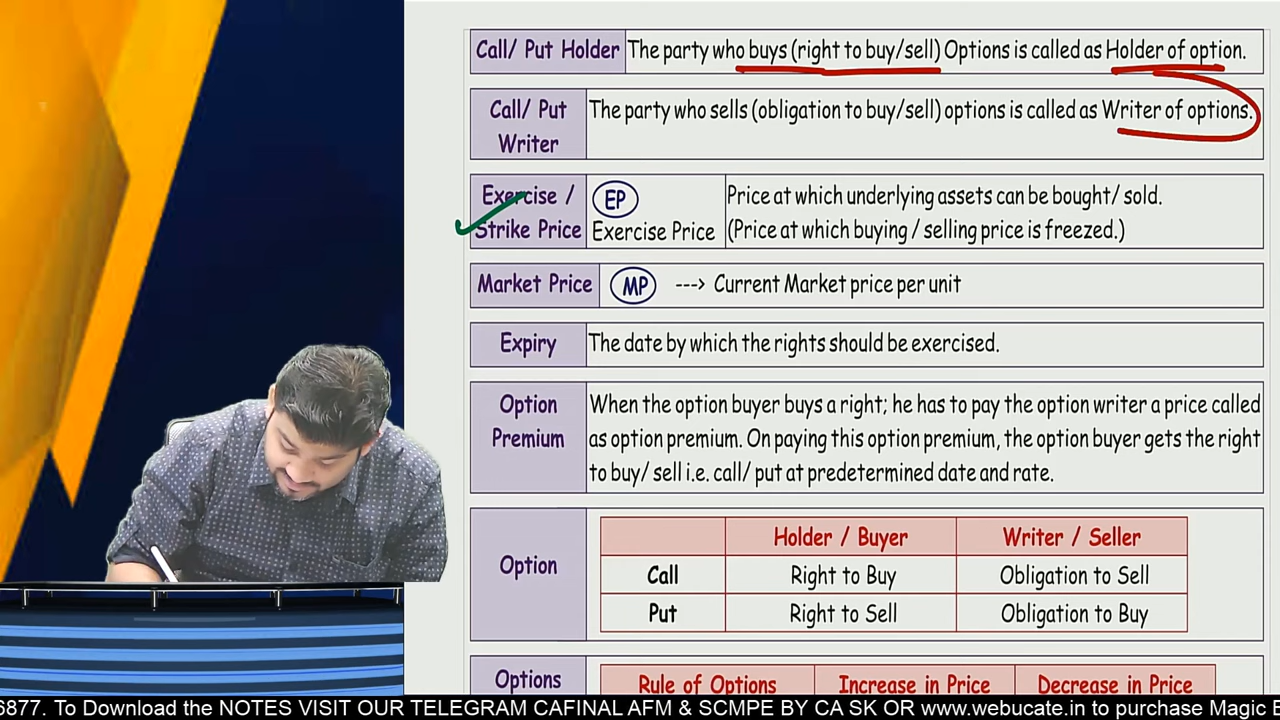 Call/ Put Holder The party who buys (right to buy/sell) Options is called as Holder of option.
Call/ Put Writer The party who sells (obligation to buy/sell) options is called as Writer of options.
Exercise / Strike Price
EP
Exercise Price
Price at which underlying assets can be bought/ sold.
(Price at which buying / selling price is freezed.)
Market Price MP ---> Current Market price per unit
Expiry The date by which the rights should be exercised.
Option Premium
When the option buyer buys a right; he has to pay the option writer a price called
as option premium. On paying this option premium, the option buyer gets the right
to buy/ sell i.e. call/ put at predetermined date and rate.
Option
Holder / Buyer Writer / Seller
Call Right to Buy Obligation to Sell
Put Right to Sell Obligation to Buy
Options Rule of Options Increase in Price Decrease in Price
6877. To Download the NOTES VISIT OUR TELEGRAM CAFINAL AFM & SCMPE BY CA SK OR www.webucate.in to purchase Magic B